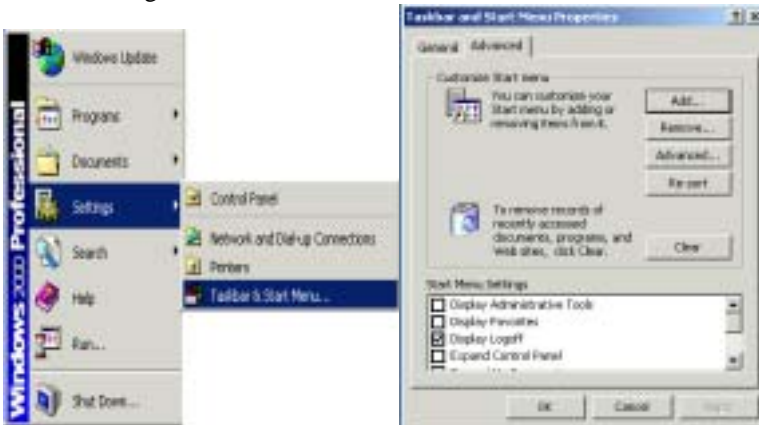 Windows 2000 Professional
Windows Update
Programs
Documents
Settings
Search
Help
Run...
Shut Down...
Control Panel
Network and Dial-up Connections
Printers
Taskbar & Start Menu...
Taskbar and Start Menu Properties
General
Advanced
Customize Start menu
You can customize your
Start menu by adding or
removing items from it.
Add...
Remove...
Advanced...
Re-sort
To remove records of
recently accessed
documents, programs, and
Web sites, click Clear.
Clear
Start Menu Settings
Display Administrative Tools
Display Favorites
Display Logoff
Expand Control Panel
OK
Cancel